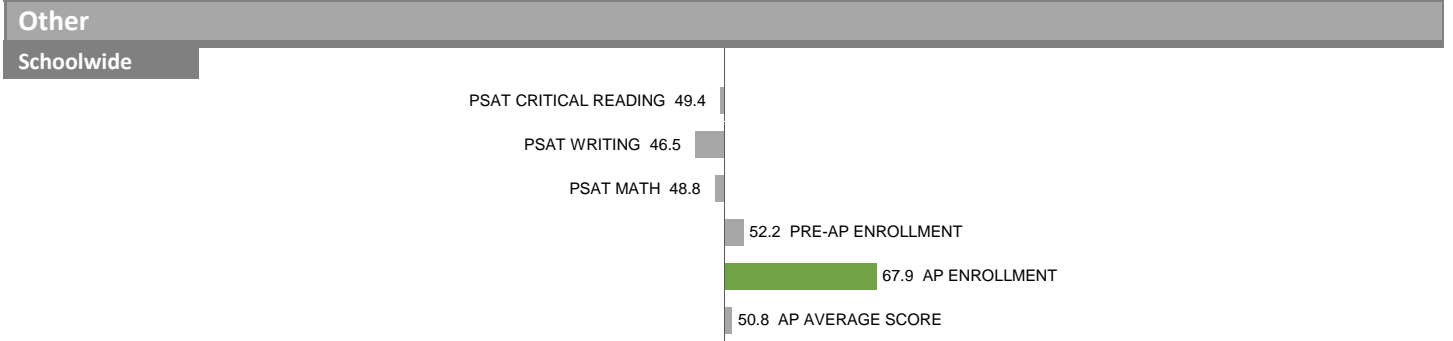 Other
Schoolwide
PSAT CRITICAL READING 49.4
PSAT WRITING 46.5
PSAT MATH 48.8
52.2 PRE-AP ENROLLMENT
67.9 AP ENROLLMENT
50.8 AP AVERAGE SCORE